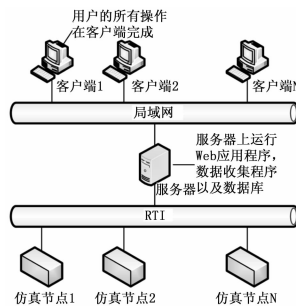 用户的所有操作
在客户端完成
客户端1
客户端2
客户端N
局域网
服务器上运行
Web应用程序，
数据收集程序
以及数据库
服务器
RTI
仿真节点1
仿真节点2
仿真节点N